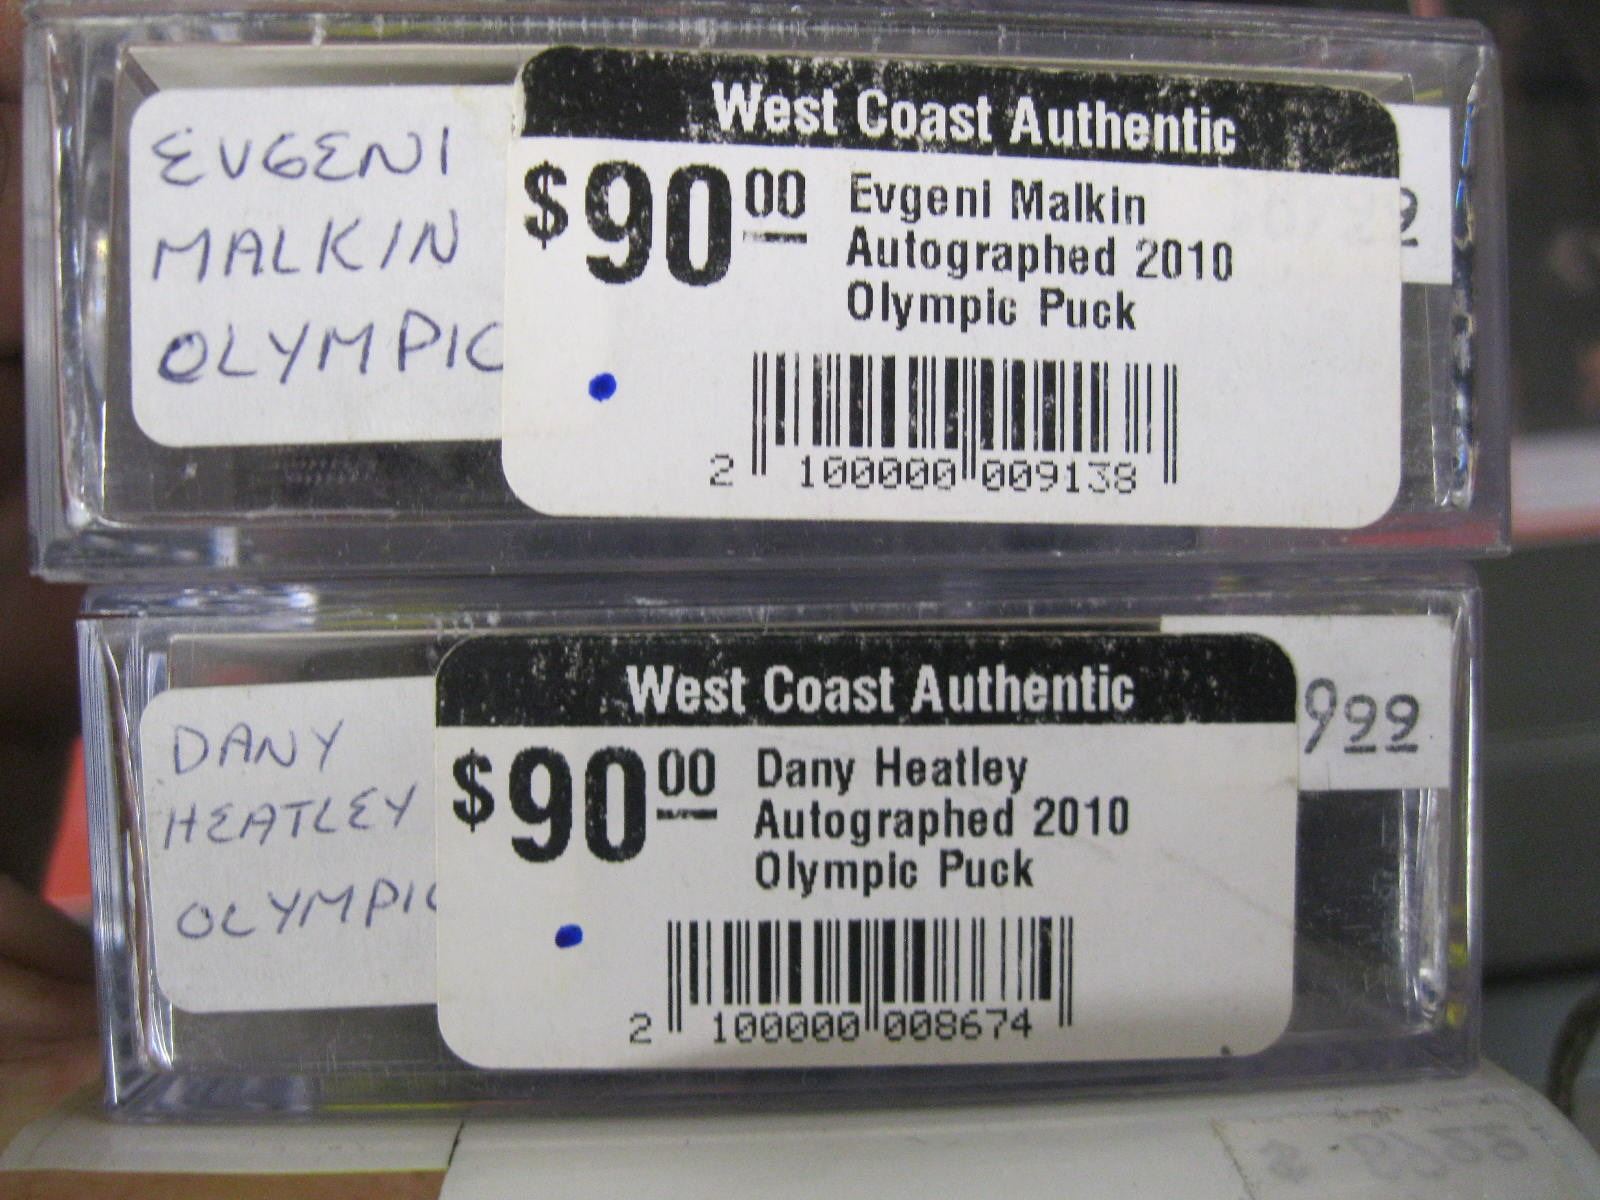 EVGENI
MALKIN
OLYMPIC
West Coast Authentic
$90.00
Evgeni Malkin
Autographed 2010
Olympic Puck
2 100000 009138
DANY
HEATLEY
OLYMPIC
West Coast Authentic
$90.00
Dany Heatley
Autographed 2010
Olympic Puck
2 100000 008674
999